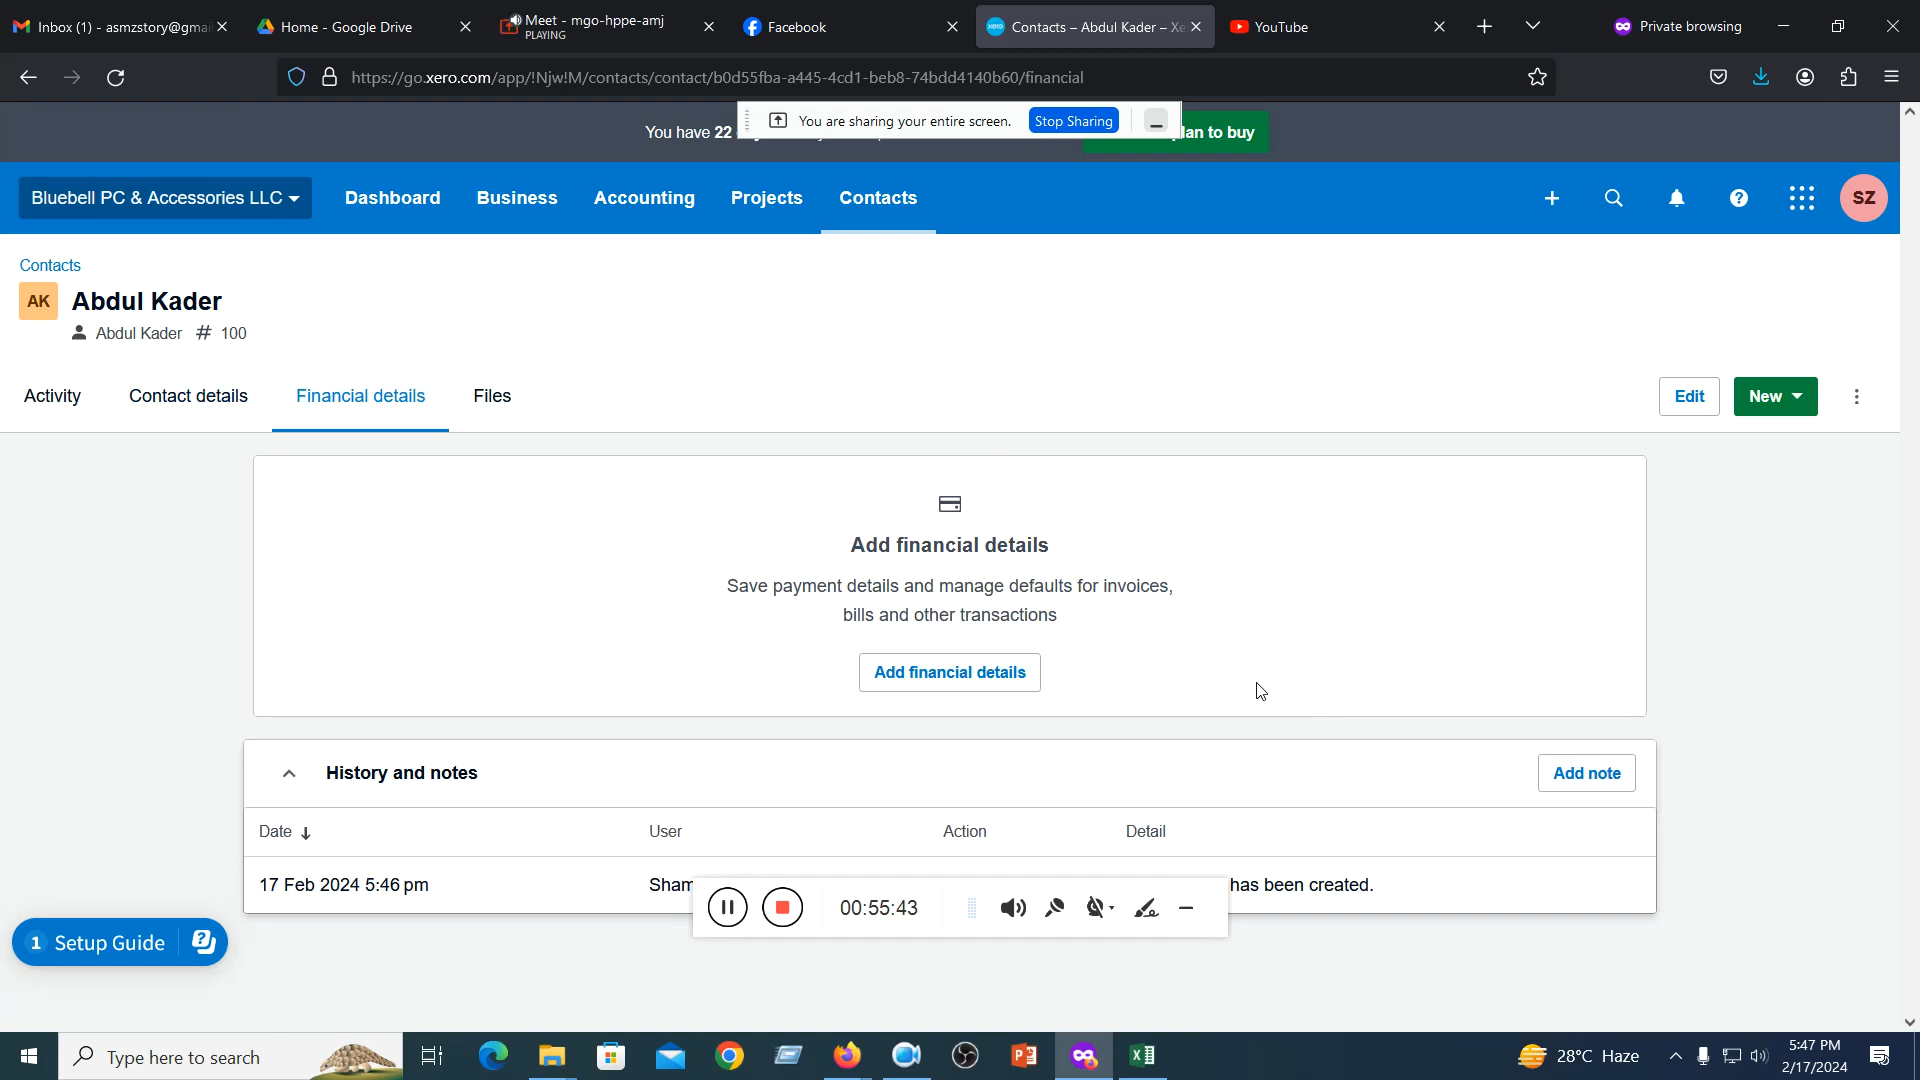 Inbox (1) - asmzstory@gmai
Home - Google Drive
Meet - mgo-hppe-amj
PLAYING
Facebook
Contacts – Abdul Kader – Xe
YouTube
Private browsing
https://go.xero.com/app/!Njw!M/contacts/contact/b0d55fba-a445-4cd1-beb8-74bdd4140b60/financial
You are sharing your entire screen.
Stop Sharing
You have 22
lan to buy
Bluebell PC & Accessories LLC
Dashboard
Business
Accounting
Projects
Contacts
SZ
Contacts
AK
Abdul Kader
Abdul Kader # 100
Activity
Contact details
Financial details
Files
Edit
New
Add financial details
Save payment details and manage defaults for invoices,
bills and other transactions
Add financial details
History and notes
Add note
Date
User
Action
Detail
17 Feb 2024 5:46 pm
Sham
has been created.
00:55:43
1 Setup Guide
Type here to search
28°C Haze
5:47 PM
2/17/2024